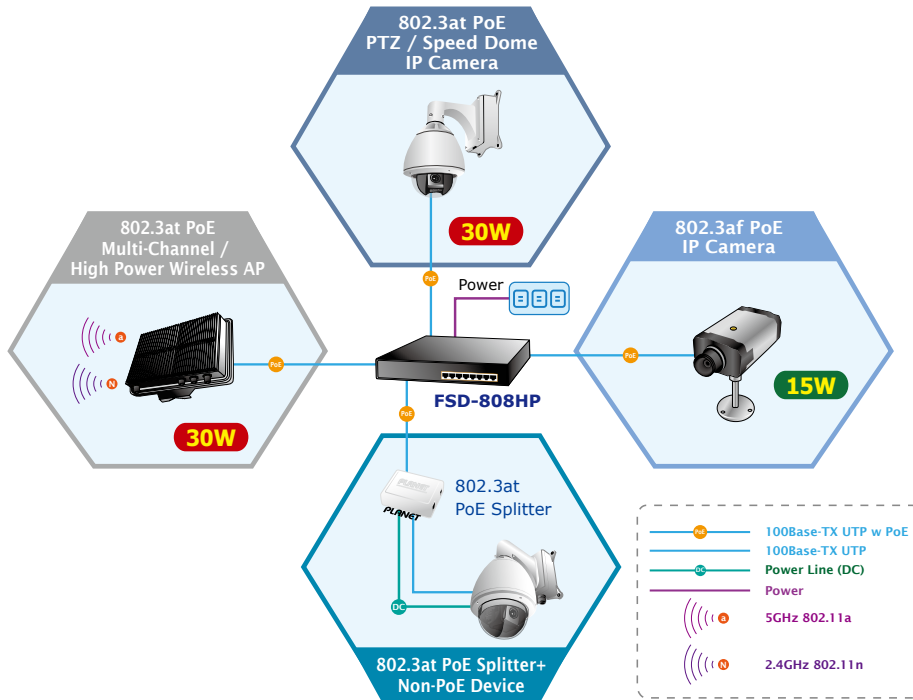 802.3at PoE
PTZ / Speed Dome
IP Camera
30W
802.3at PoE
Multi-Channel /
High Power Wireless AP
a
N
30W
802.3af PoE
IP Camera
15W
Power
PoE
PoE
PoE
PoE
FSD-808HP
802.3at
PoE Splitter
PLANET
PLANET
DC
802.3at PoE Splitter+
Non-PoE Device
PoE 100Base-TX UTP w PoE
100Base-TX UTP
DC Power Line (DC)
Power
a 5GHz 802.11a
N 2.4GHz 802.11n